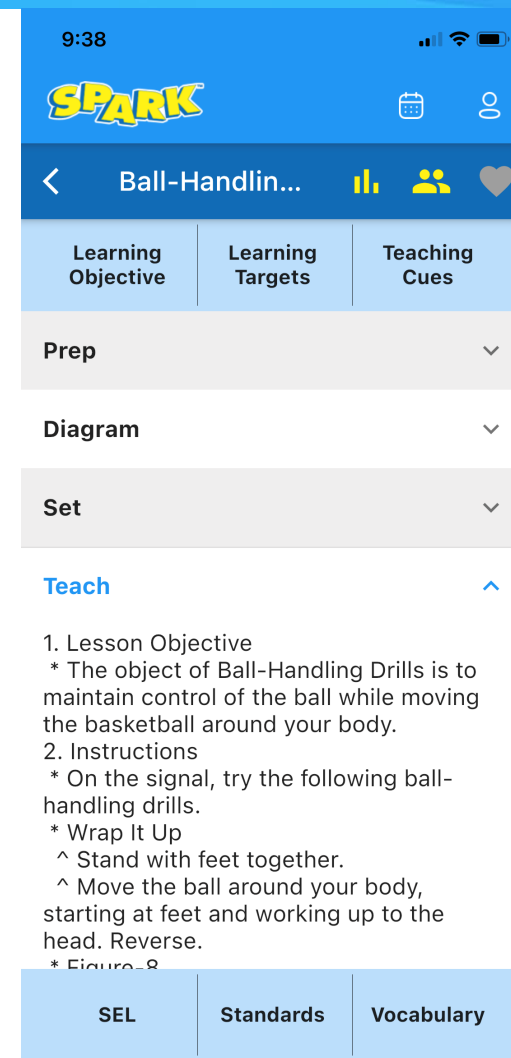 9:38
SPARK™
Ball-Handlin...
Learning Objective
Learning Targets
Teaching Cues
Prep
Diagram
Set
Teach
1. Lesson Objective
* The object of Ball-Handling Drills is to
maintain control of the ball while moving
the basketball around your body.
2. Instructions
* On the signal, try the following ball-
handling drills.
* Wrap It Up
^ Stand with feet together.
^ Move the ball around your body,
starting at feet and working up to the
head. Reverse.
* Figure-8
SEL
Standards
Vocabulary